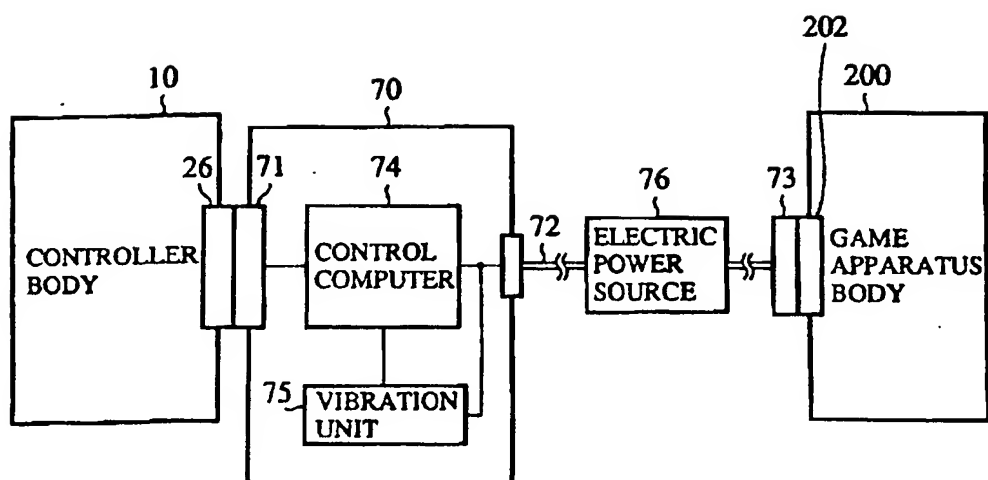 202
10
70
200
26
71
74
76
73
72
CONTROLLER
BODY
CONTROL
COMPUTER
ELECTRIC
POWER
SOURCE
GAME
APPARATUS
BODY
75
VIBRATION
UNIT